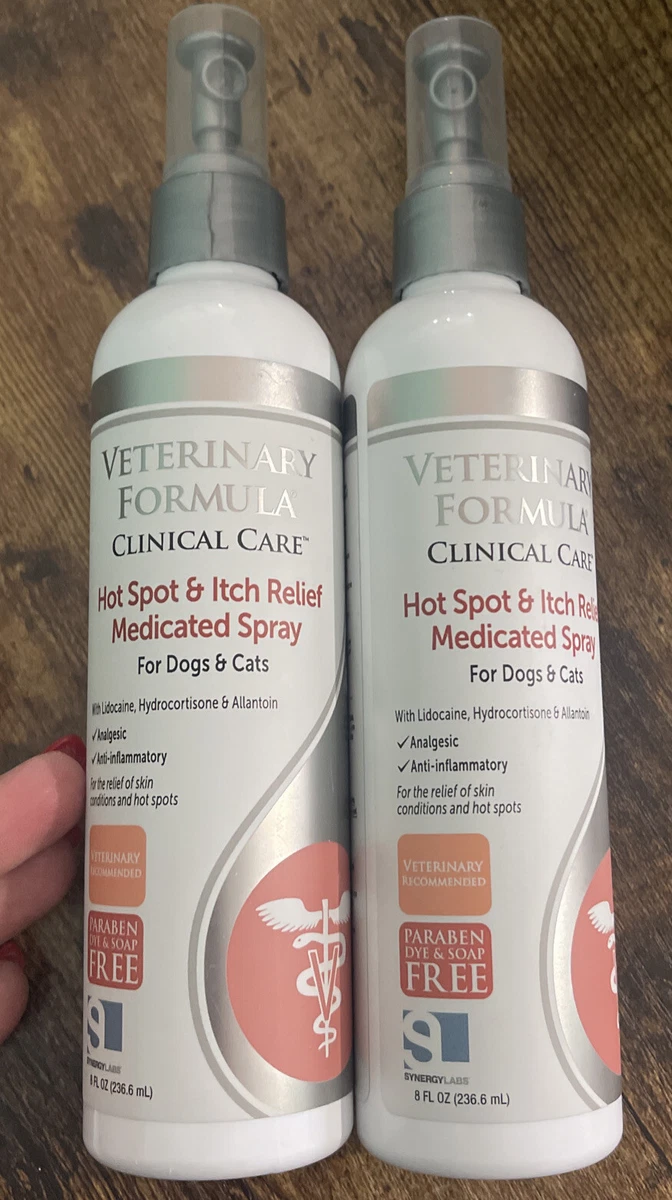 VETERINARY
FORMULA
CLINICAL CARE™
Hot Spot & Itch Relief
Medicated Spray
For Dogs & Cats
With Lidocaine, Hydrocortisone & Allantoin
✓Analgesic
✓Anti-inflammatory
For the relief of skin
conditions and hot spots
VETERINARY
RECOMMENDED
PARABEN
DYE & SOAP
FREE
SYNERGYLABS
8 FL OZ (236.6 mL)
VETERINARY
FORMULA
CLINICAL CARE
Hot Spot & Itch Relie
Medicated Spray
For Dogs & Cats
With Lidocaine, Hydrocortisone & Allantoin
✓Analgesic
✓Anti-inflammatory
For the relief of skin
conditions and hot spots
VETERINARY
RECOMMENDED
PARABEN
DYE & SOAP
FREE
SYNERGYLABS
8 FL OZ (236.6 mL)